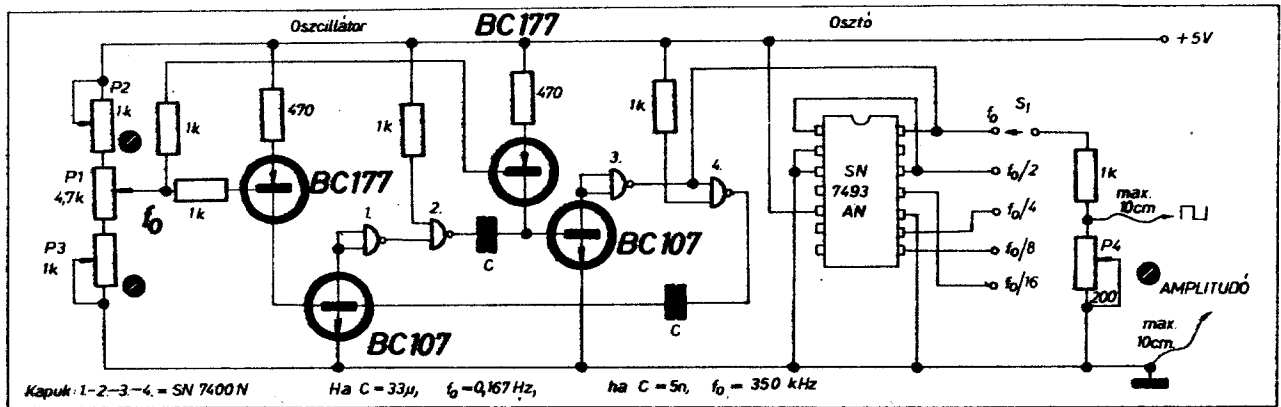 Oszcillátor
BC177
Osztó
+5V
P2
1k
1k
470
1k
470
1k
P1
4,7k
f₀
1k
BC177
1.
2.
C
3.
4.
BC107
SN
7493
AN
f₀
S₁
f₀/2
f₀/4
f₀/8
f₀/16
1k
max.
10cm
P3
1k
BC107
C
P4
200
AMPLITUDÓ
max.
10cm.
Kapuk: 1.-2.-3.-4. = SN 7400 N Ha C = 33µ, f₀ = 0,167 Hz, ha C = 5n, f₀ = 350 kHz